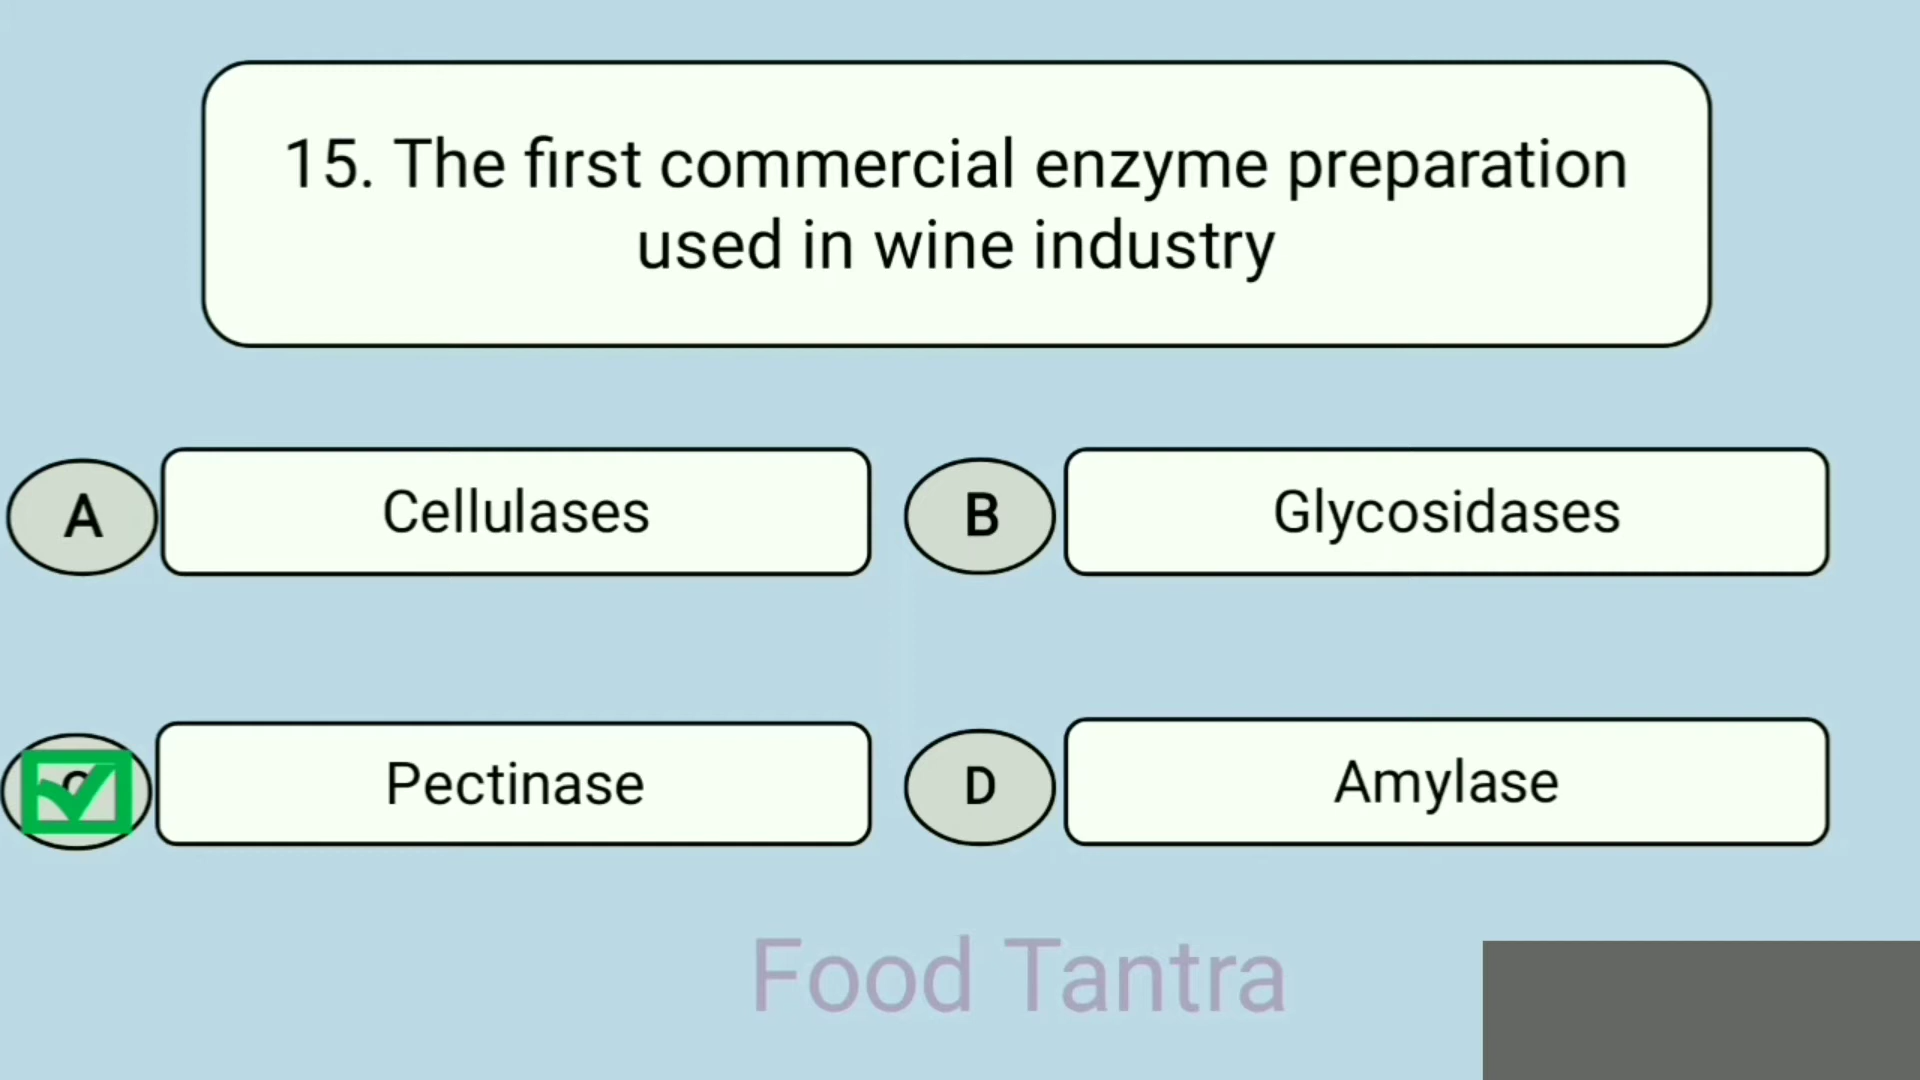 15. The first commercial enzyme preparation
used in wine industry
A Cellulases
B Glycosidases
Pectinase
D Amylase
Food Tantra